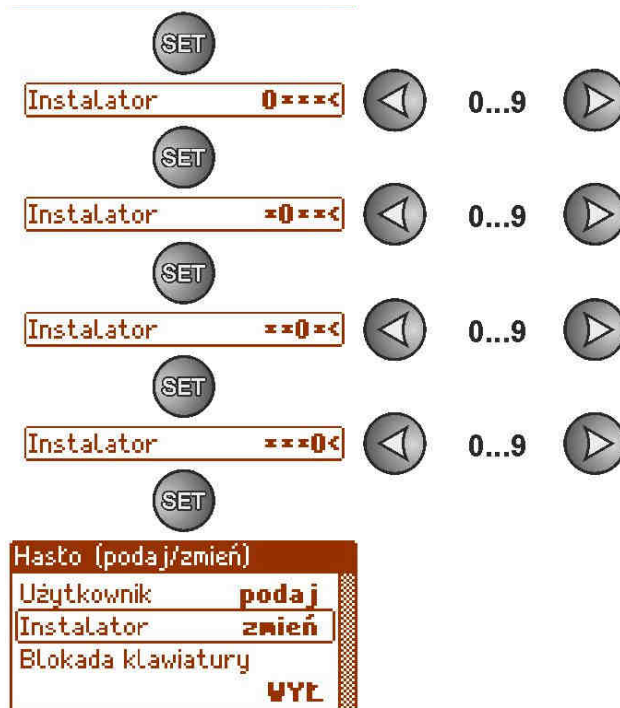 SET
Instalator 0***< 0...9
SET
Instalator *0**< 0...9
SET
Instalator **0*< 0...9
SET
Instalator ***0< 0...9
SET
Hasło (podaj/zmień)
Użytkownik podaj
Instalator zmień
Blokada klawiatury
WYŁ